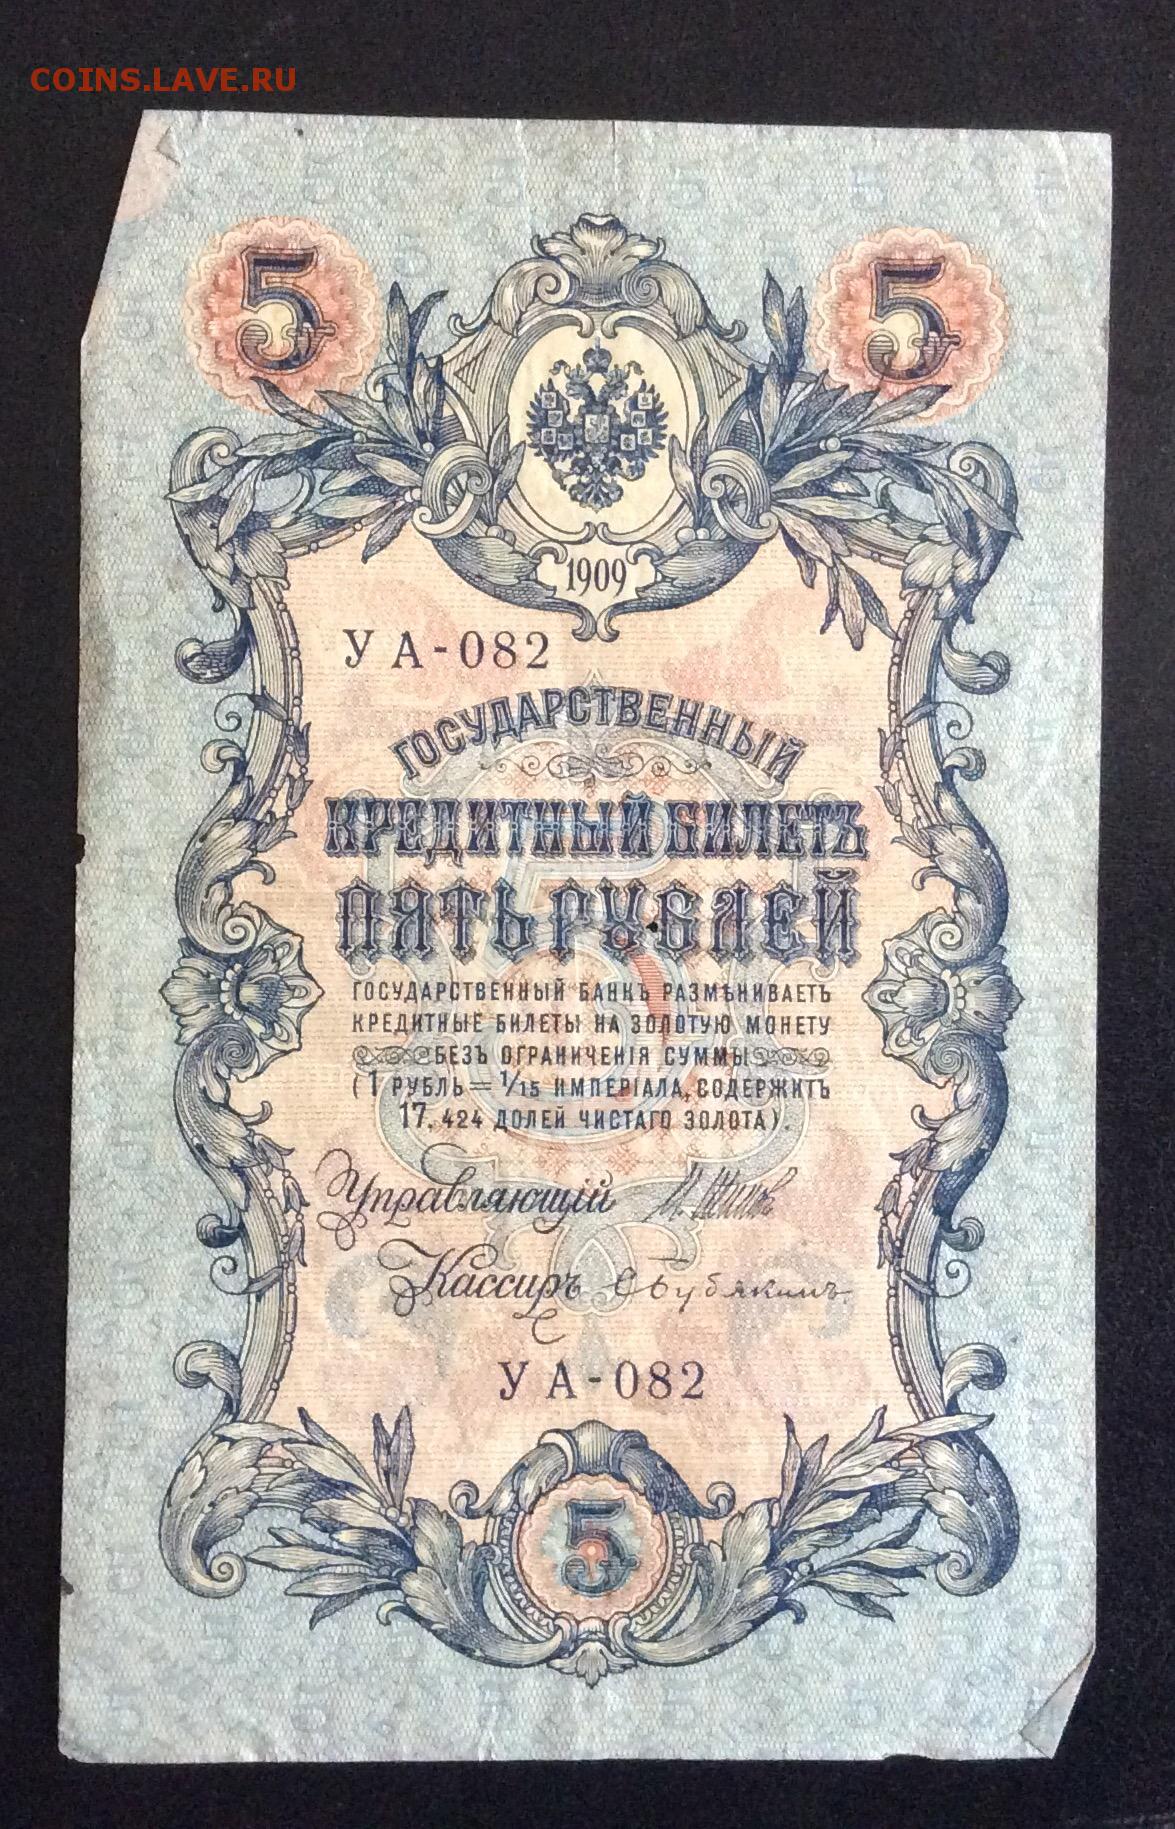 COINS.LAVE.RU
5 5
1909
УА-082
ГОСУДАРСТВЕННЫЙ
КРЕДИТНЫЙ БИЛЕТЪ
ПЯТЬ РУБЛЕЙ
ГОСУДАРСТВЕННЫЙ БАНКЪ РАЗМѢНИВАЕТЪ
КРЕДИТНЫЕ БИЛЕТЫ НА ЗОЛОТУЮ МОНЕТУ
БЕЗЪ ОГРАНИЧЕНІЯ СУММЫ
(1 РУБЛЬ = 1/15 ИМПЕРІАЛА, СОДЕРЖИТЪ
17,424 ДОЛЕЙ ЧИСТАГО ЗОЛОТА).
Управляющій И. Шипов
Кассиръ С Бубякинъ
УА-082
5